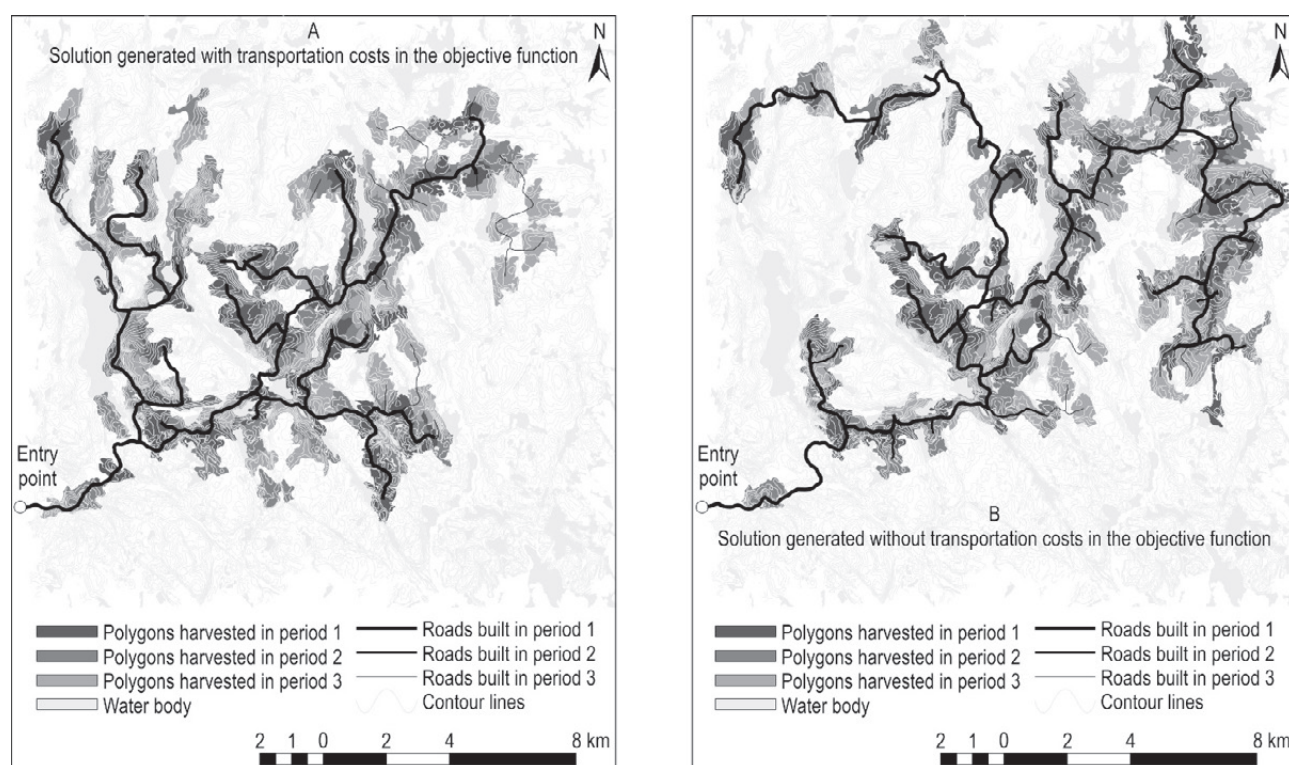 A
Solution generated with transportation costs in the objective function
N
Entry
point
Polygons harvested in period 1
Polygons harvested in period 2
Polygons harvested in period 3
Water body
Roads built in period 1
Roads built in period 2
Roads built in period 3
Contour lines
2 1 0 2 4 8 km
N
Entry
point
B
Solution generated without transportation costs in the objective function
Polygons harvested in period 1
Polygons harvested in period 2
Polygons harvested in period 3
Water body
Roads built in period 1
Roads built in period 2
Roads built in period 3
Contour lines
2 1 0 2 4 8 km